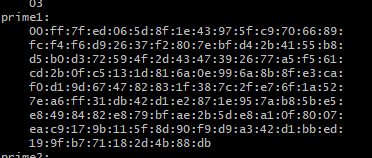 03
prime1:
00:ff:7f:ed:06:5d:8f:1e:43:97:5f:c9:70:66:89:
fc:f4:f6:d9:26:37:f2:80:7e:bf:d4:2b:41:55:b8:
d5:b0:d3:72:59:4f:2d:43:47:39:26:77:a5:f5:61:
cd:2b:0f:c5:13:1d:81:6a:0e:99:6a:8b:8f:e3:ca:
f0:d1:9d:67:47:82:83:1f:38:7c:2f:e7:6f:1a:52:
7e:a6:ff:31:db:42:d1:e2:87:1e:95:7a:b8:5b:e5:
e8:49:84:82:e8:79:bf:ae:2b:5d:e8:a1:0f:80:07:
ea:c9:17:9b:11:5f:8d:90:f9:d9:a3:42:d1:bb:ed:
19:9f:b7:71:18:2d:4b:88:db
prime2: